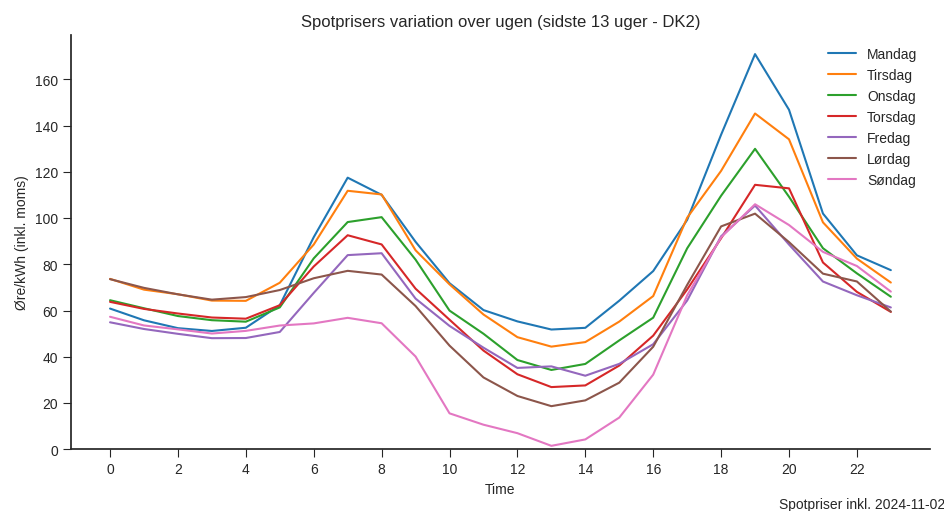 Spotprisers variation over ugen (sidste 13 uger - DK2)
Mandag
Tirsdag
Onsdag
Torsdag
Fredag
Lørdag
Søndag
Øre/kWh (inkl. moms)
160
140
120
100
80
60
40
20
0
0 2 4 6 8 10 12 14 16 18 20 22
Time
Spotpriser inkl. 2024-11-02